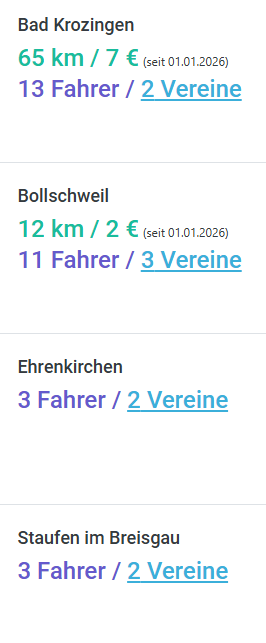 Bad Krozingen
65 km / 7 € (seit 01.01.2026)
13 Fahrer / 2 Vereine
Bollschweil
12 km / 2 € (seit 01.01.2026)
11 Fahrer / 3 Vereine
Ehrenkirchen
3 Fahrer / 2 Vereine
Staufen im Breisgau
3 Fahrer / 2 Vereine